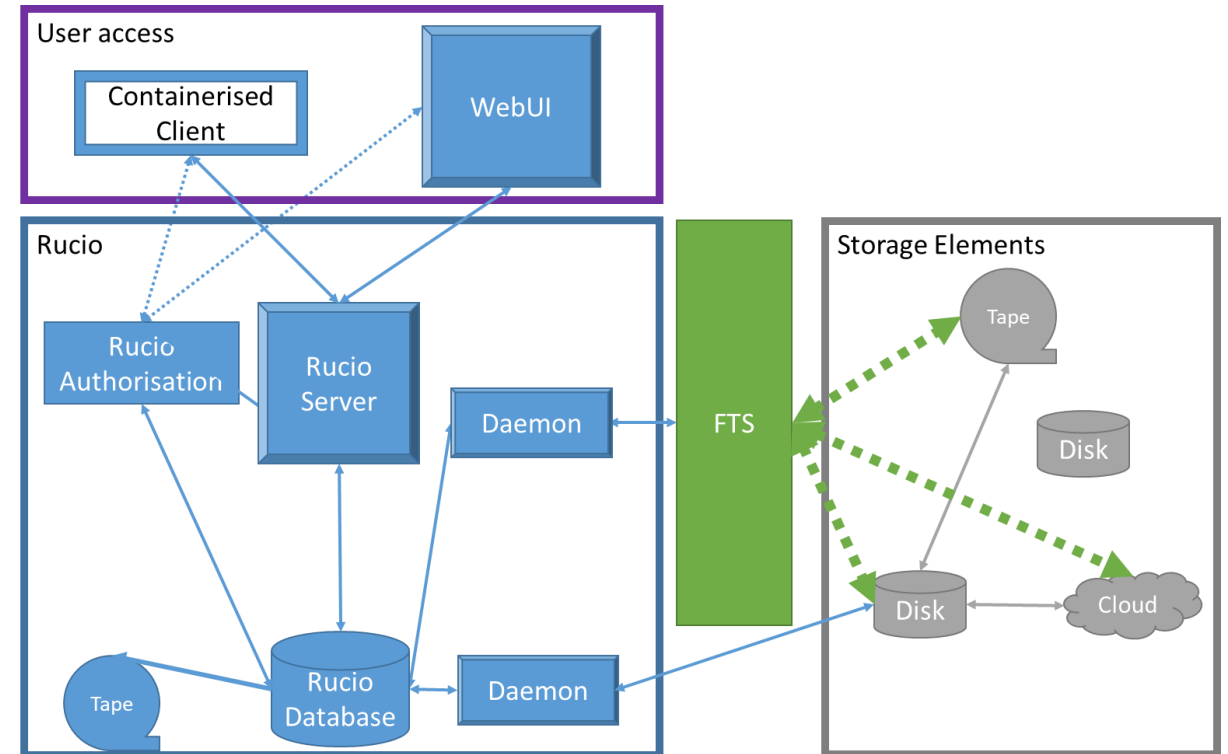 User access
Containerised
Client
WebUI
Rucio
Rucio
Authorisation
Rucio
Server
Daemon
FTS
Storage Elements
Tape
Disk
Disk
Cloud
Tape
Rucio
Database
Daemon